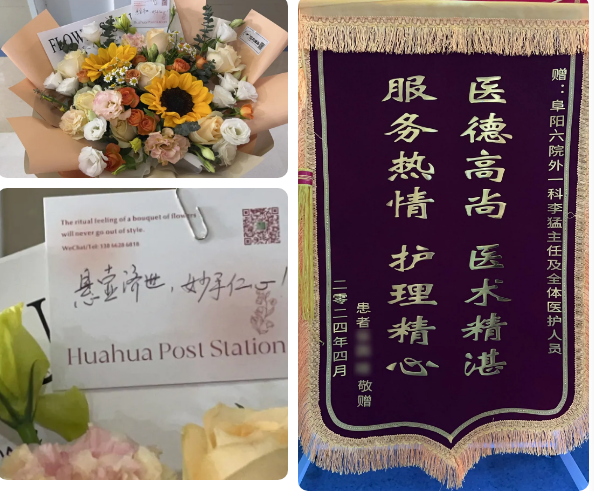 FLOW
The ritual feeling of a bouquet of flowers
will never go out of style.
悬壶济世，妙手仁心！
Huahua Post Station
赠：阜阳六院外一科李猛主任及全体医护人员
医德高尚 医术精湛
服务热情 护理精心
患者
敬赠
二零二四年四月